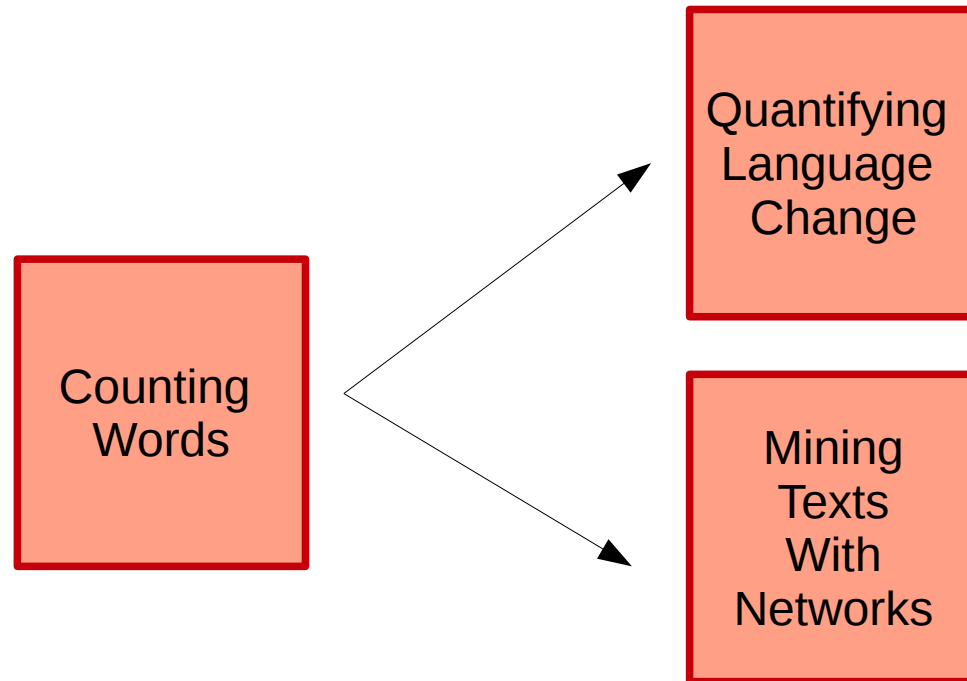 Counting
Words
Quantifying
Language
Change
Mining
Texts
With
Networks